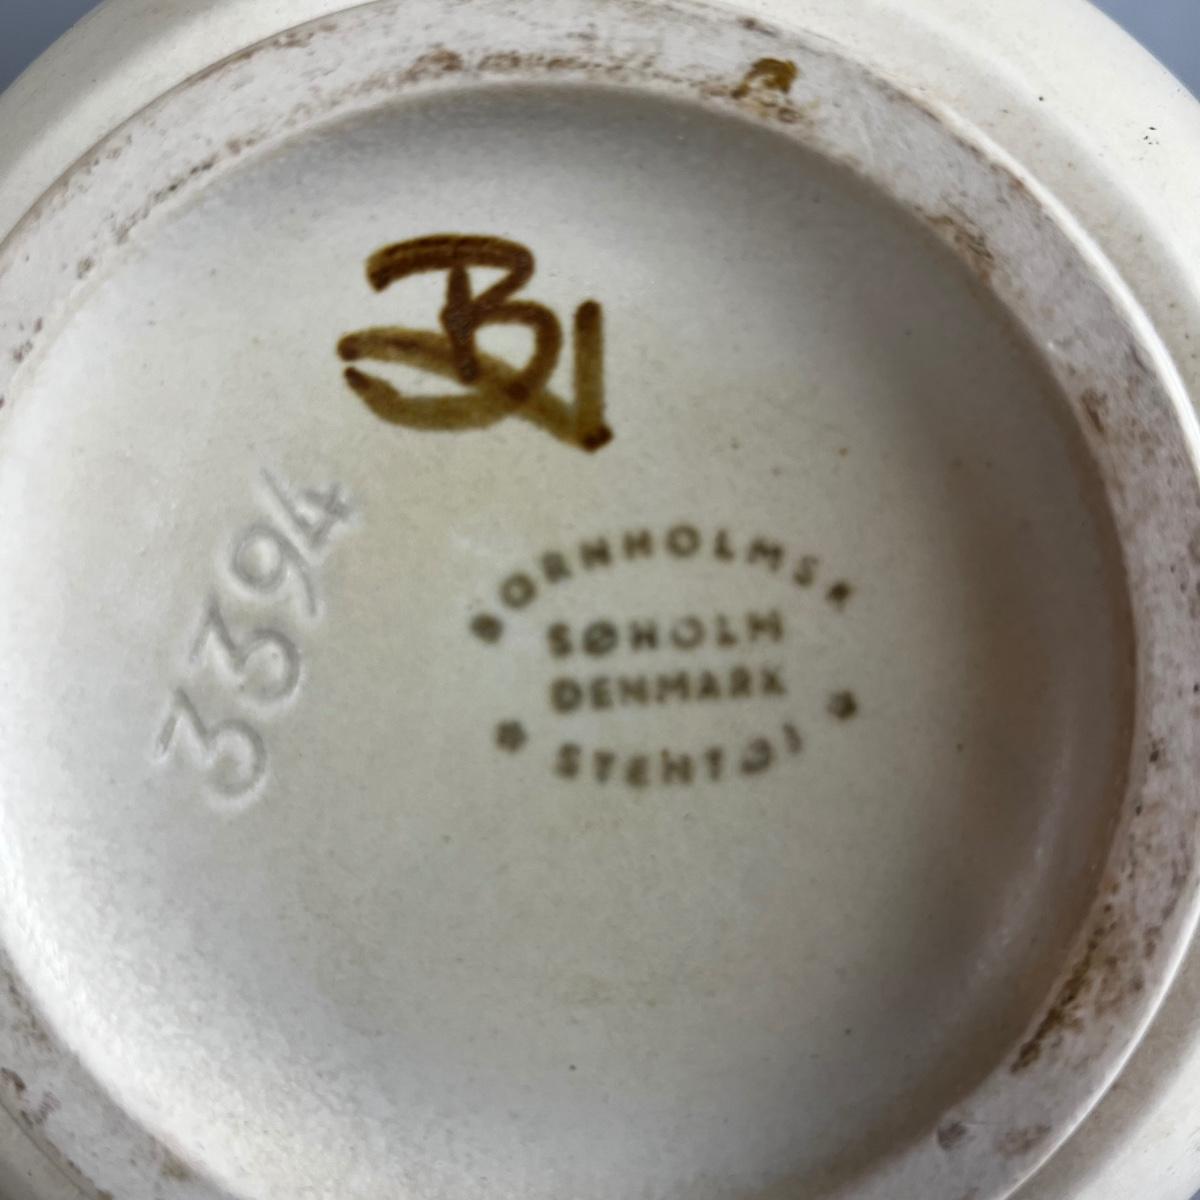 B
3394
BORNHOLMSK
SØHOLM
DENMARK
* STENTØJ *